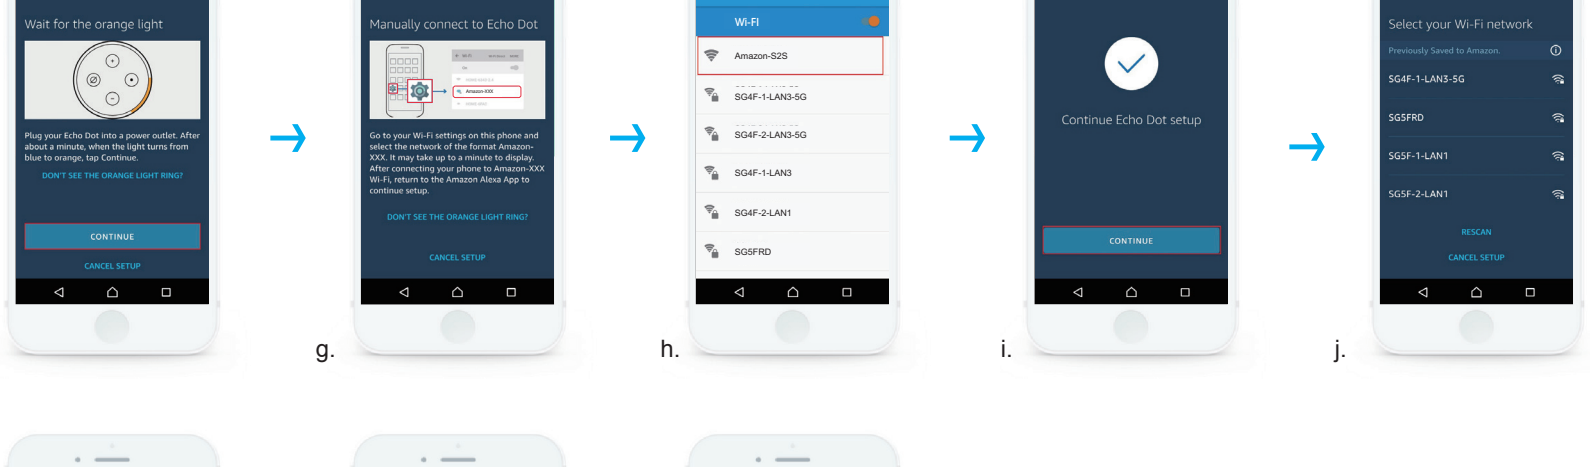 Wait for the orange light
Plug your Echo Dot into a power outlet. After
about a minute, when the light turns from
blue to orange, tap Continue.
DON'T SEE THE ORANGE LIGHT RING?
CONTINUE
CANCEL SETUP
g.
Manually connect to Echo Dot
Amazon-XXX
Go to your Wi-Fi settings on this phone and
select the network of the format Amazon-
XXX. It may take up to a minute to display.
After connecting your phone to Amazon-XXX
Wi-Fi, return to the Amazon Alexa App to
continue setup.
DON'T SEE THE ORANGE LIGHT RING?
CANCEL SETUP
h.
Wi-FI
Amazon-S2S
SG4F-1-LAN3-5G
SG4F-2-LAN3-5G
SG4F-1-LAN3
SG4F-2-LAN1
SG5FRD
i.
Continue Echo Dot setup
CONTINUE
j.
Select your Wi-Fi network
Previously Saved to Amazon.
SG4F-1-LAN3-5G
SG5FRD
SG5F-1-LAN1
SG5F-2-LAN1
RESCAN
CANCEL SETUP